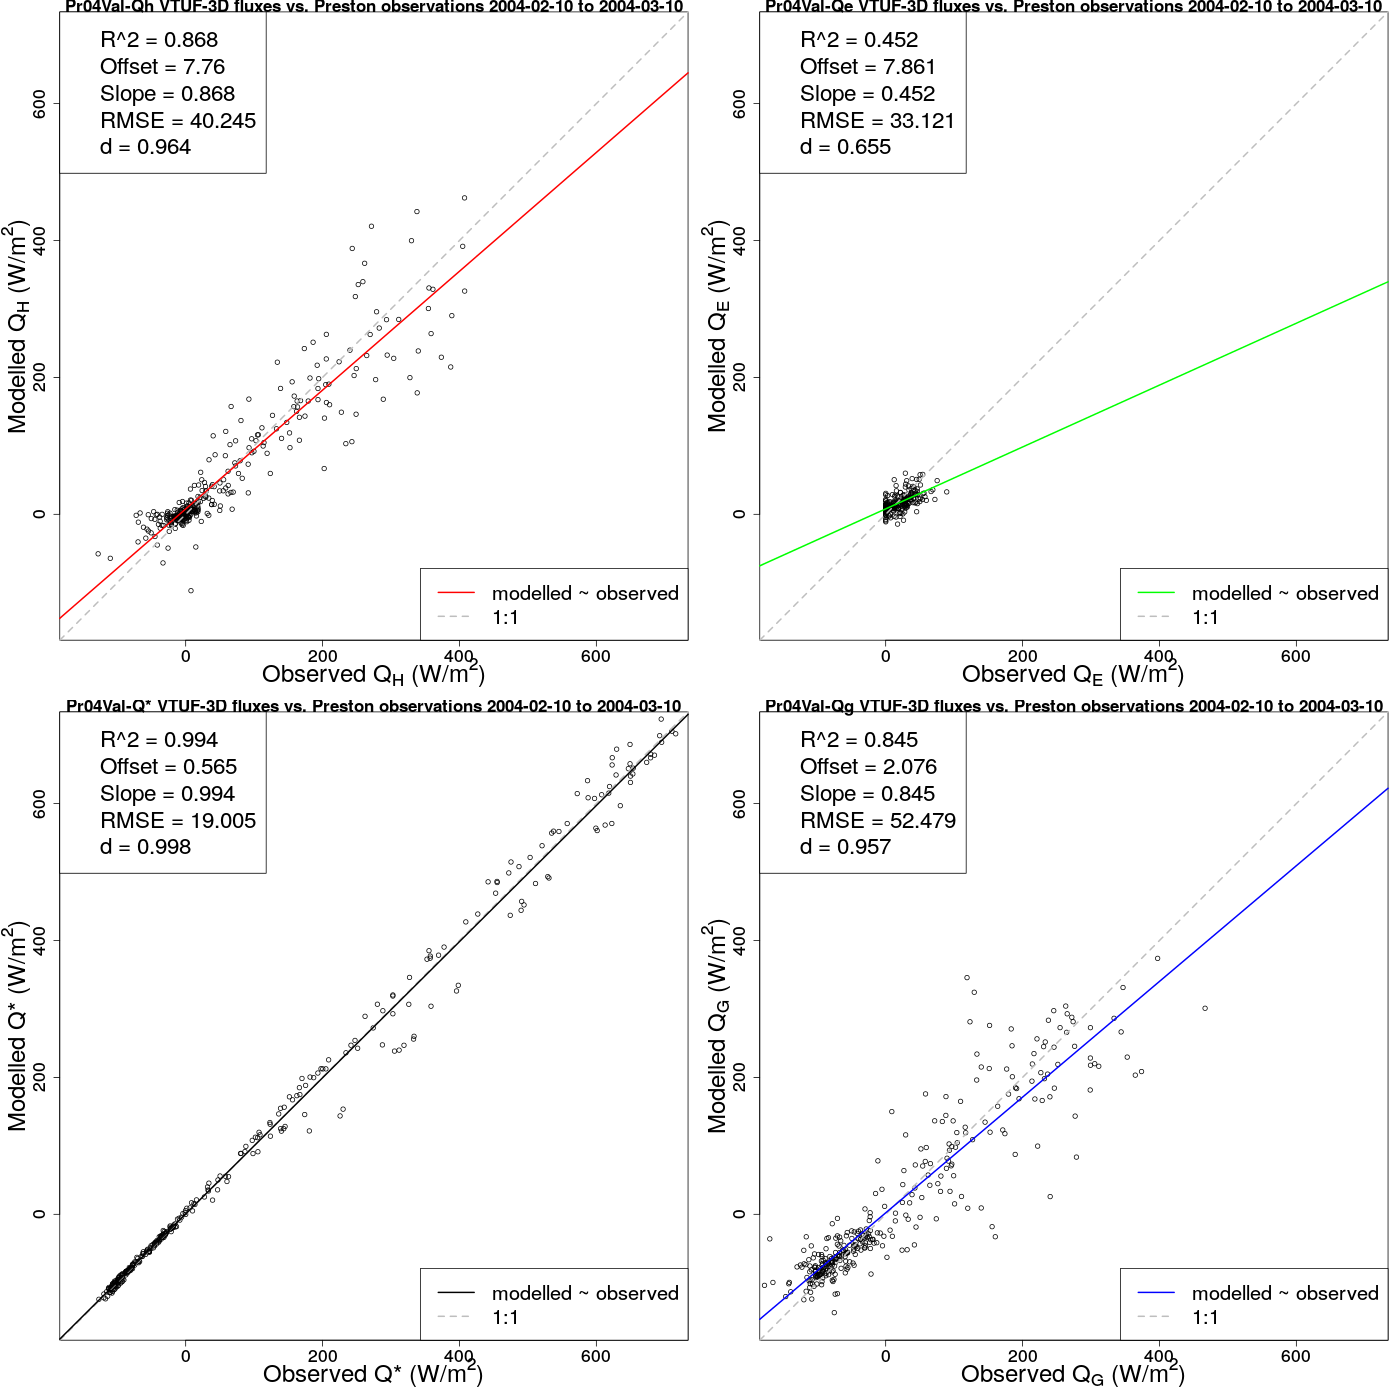 Pr04Val-Qh VTUF-3D fluxes vs. Preston observations 2004-02-10 to 2004-03-10
R^2 = 0.868
Offset = 7.76
Slope = 0.868
RMSE = 40.245
d = 0.964
Modelled Q_H (W/m²)
600
400
200
0
modelled ~ observed
1:1
0 200 400 600
Observed Q_H (W/m²)
Pr04Val-Qe VTUF-3D fluxes vs. Preston observations 2004-02-10 to 2004-03-10
R^2 = 0.452
Offset = 7.861
Slope = 0.452
RMSE = 33.121
d = 0.655
Modelled Q_E (W/m²)
600
400
200
0
modelled ~ observed
1:1
0 200 400 600
Observed Q_E (W/m²)
Pr04Val-Q* VTUF-3D fluxes vs. Preston observations 2004-02-10 to 2004-03-10
R^2 = 0.994
Offset = 0.565
Slope = 0.994
RMSE = 19.005
d = 0.998
Modelled Q* (W/m²)
600
400
200
0
modelled ~ observed
1:1
0 200 400 600
Observed Q* (W/m²)
Pr04Val-Qg VTUF-3D fluxes vs. Preston observations 2004-02-10 to 2004-03-10
R^2 = 0.845
Offset = 2.076
Slope = 0.845
RMSE = 52.479
d = 0.957
Modelled Q_G (W/m²)
600
400
200
0
modelled ~ observed
1:1
0 200 400 600
Observed Q_G (W/m²)